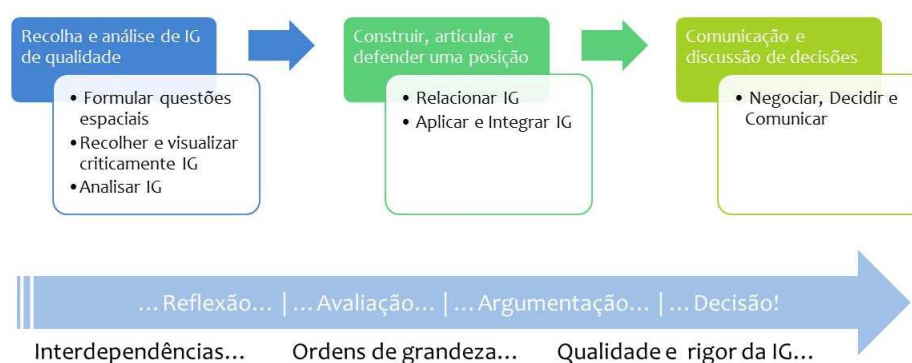 Recolha e análise de IG
de qualidade
• Formular questões
espaciais
• Recolher e visualizar
criticamente IG
• Analisar IG
Construir, articular e
defender uma posição
• Relacionar IG
• Aplicar e Integrar IG
Comunicação e
discussão de decisões
• Negociar, Decidir e
Comunicar
...Reflexão... | ... Avaliação... | ... Argumentação... | ... Decisão!
Interdependências...
Ordens de grandeza...
Qualidade e rigor da IG...